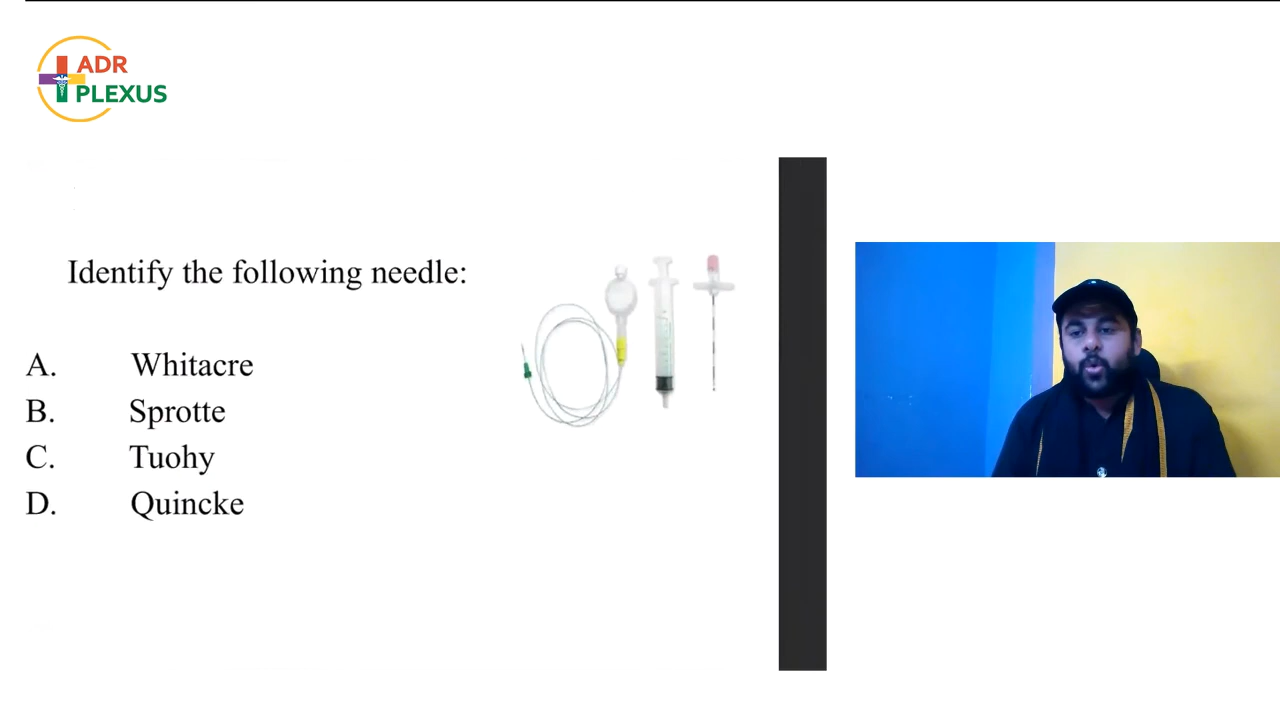 ADR
PLEXUS
Identify the following needle:
A. Whitacre
B. Sprotte
C. Tuohy
D. Quincke